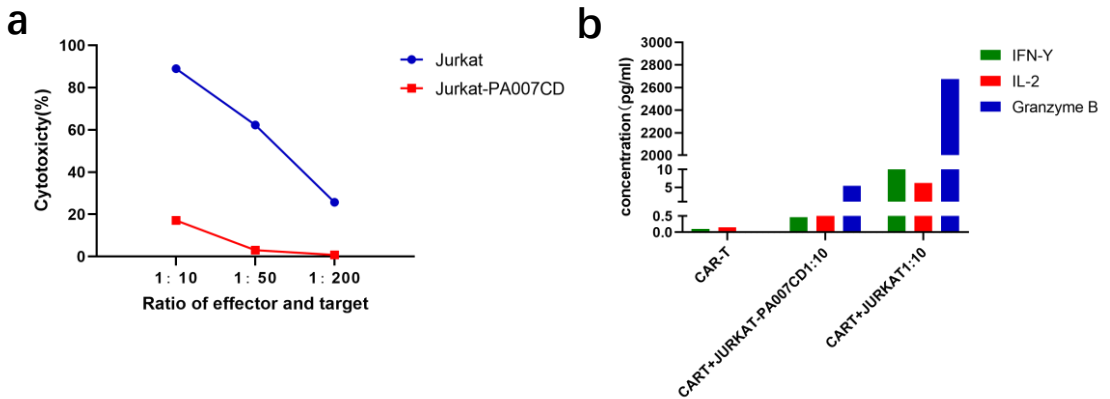 a
100
80
60
40
20
0
Cytotoxicty(%)
1: 10
1: 50
1: 200
Ratio of effector and target
Jurkat
Jurkat-PA007CD
b
3000
2800
2600
2400
2200
2000
10
5
0.5
0.0
concentration(pg/ml)
CAR-T
CART+JURKAT-PA007CD1:10
CART+JURKAT1:10
IFN-Y
IL-2
Granzyme B